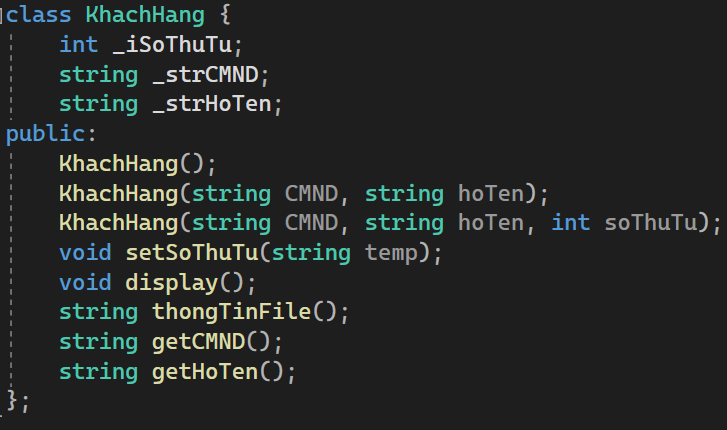 class KhachHang {
    int _iSoThuTu;
    string _strCMND;
    string _strHoTen;
public:
    KhachHang();
    KhachHang(string CMND, string hoTen);
    KhachHang(string CMND, string hoTen, int soThuTu);
    void setSoThuTu(string temp);
    void display();
    string thongTinFile();
    string getCMND();
    string getHoTen();
};